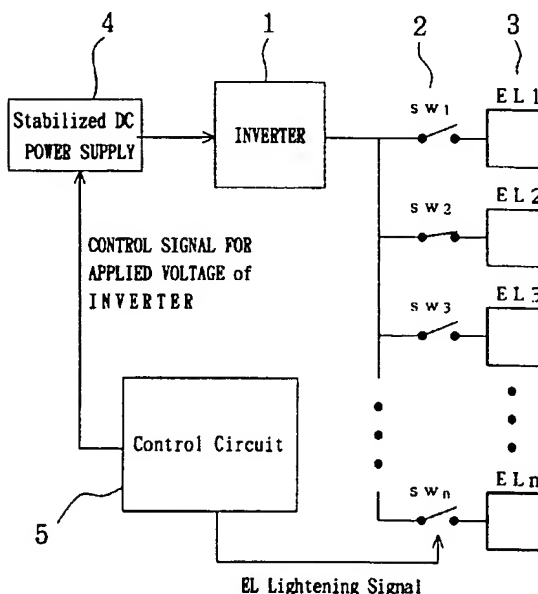 4
1
2
3
Stabilized DC
POWER SUPPLY
INVERTER
sw1
EL1
sw2
EL2
sw3
EL3
CONTROL SIGNAL FOR
APPLIED VOLTAGE of
INVERTER
Control Circuit
swn
ELn
5
EL Lightening Signal